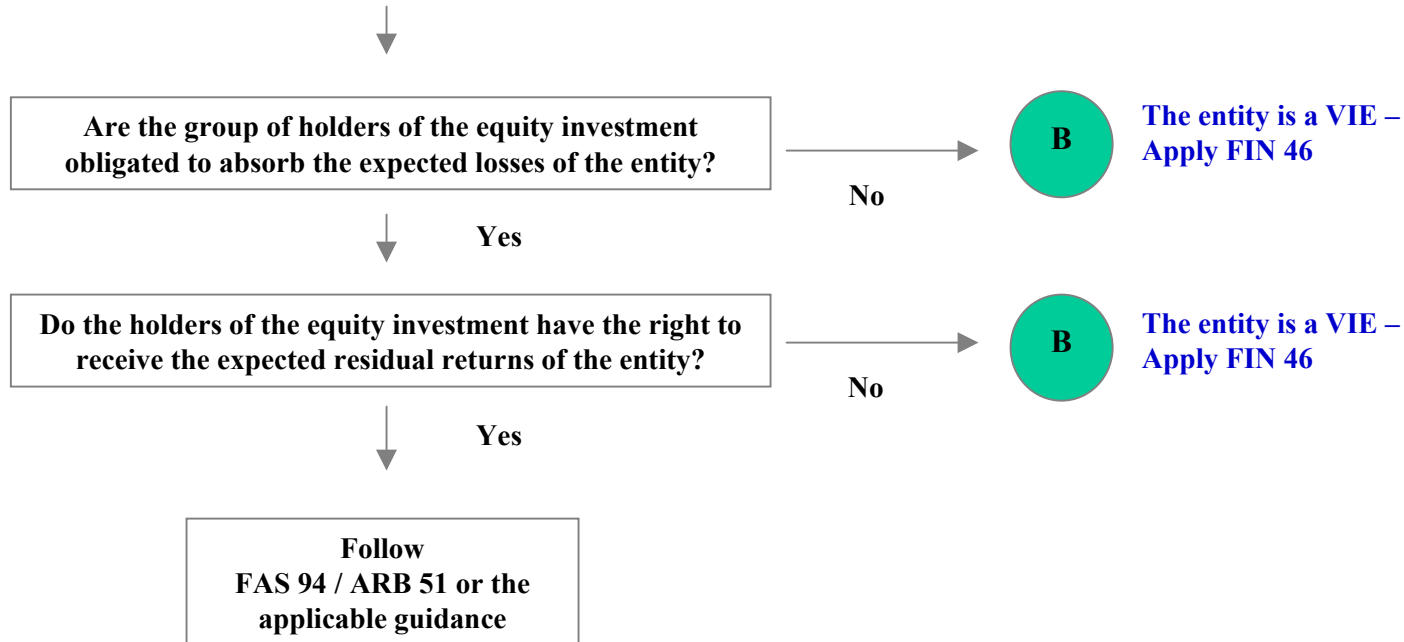 Are the group of holders of the equity investment
obligated to absorb the expected losses of the entity?
No
B
The entity is a VIE –
Apply FIN 46
Yes
Do the holders of the equity investment have the right to
receive the expected residual returns of the entity?
No
B
The entity is a VIE –
Apply FIN 46
Yes
Follow
FAS 94 / ARB 51 or the
applicable guidance